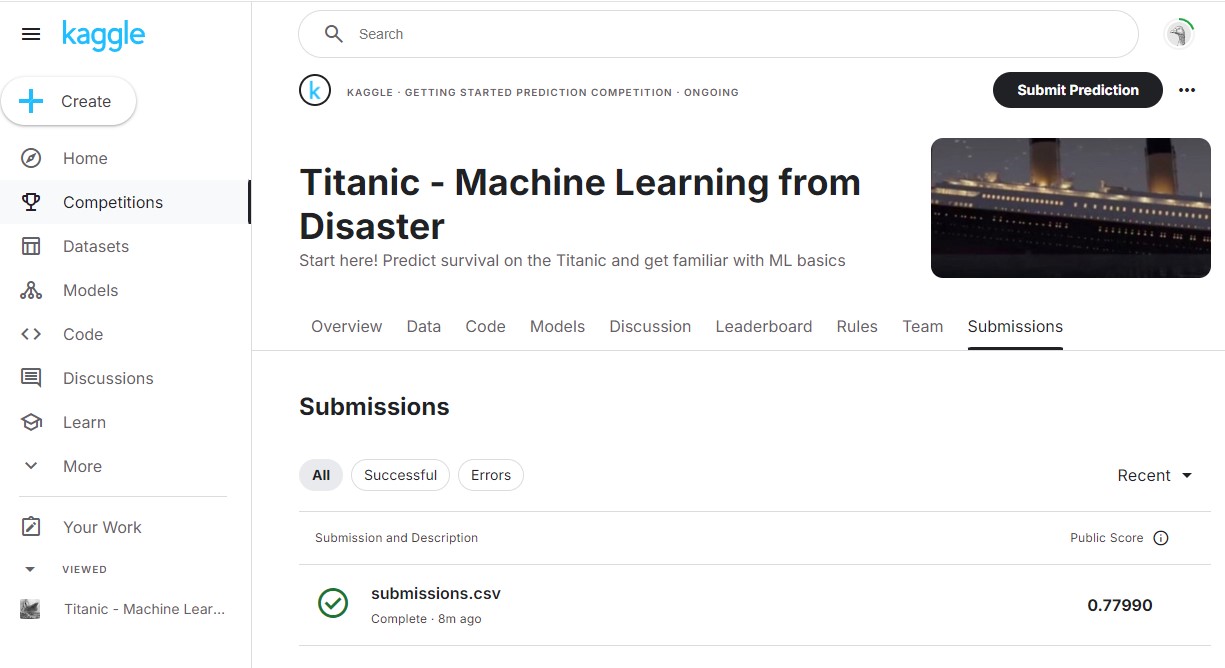 kaggle
Search
Create
Home
Competitions
Datasets
Models
Code
Discussions
Learn
More
Your Work
VIEWED
Titanic - Machine Lear...
k
KAGGLE · GETTING STARTED PREDICTION COMPETITION · ONGOING
Submit Prediction
Titanic - Machine Learning from
Disaster
Start here! Predict survival on the Titanic and get familiar with ML basics
Overview Data Code Models Discussion Leaderboard Rules Team Submissions
Submissions
All Successful Errors Recent
Submission and Description Public Score
submissions.csv
Complete · 8m ago
0.77990